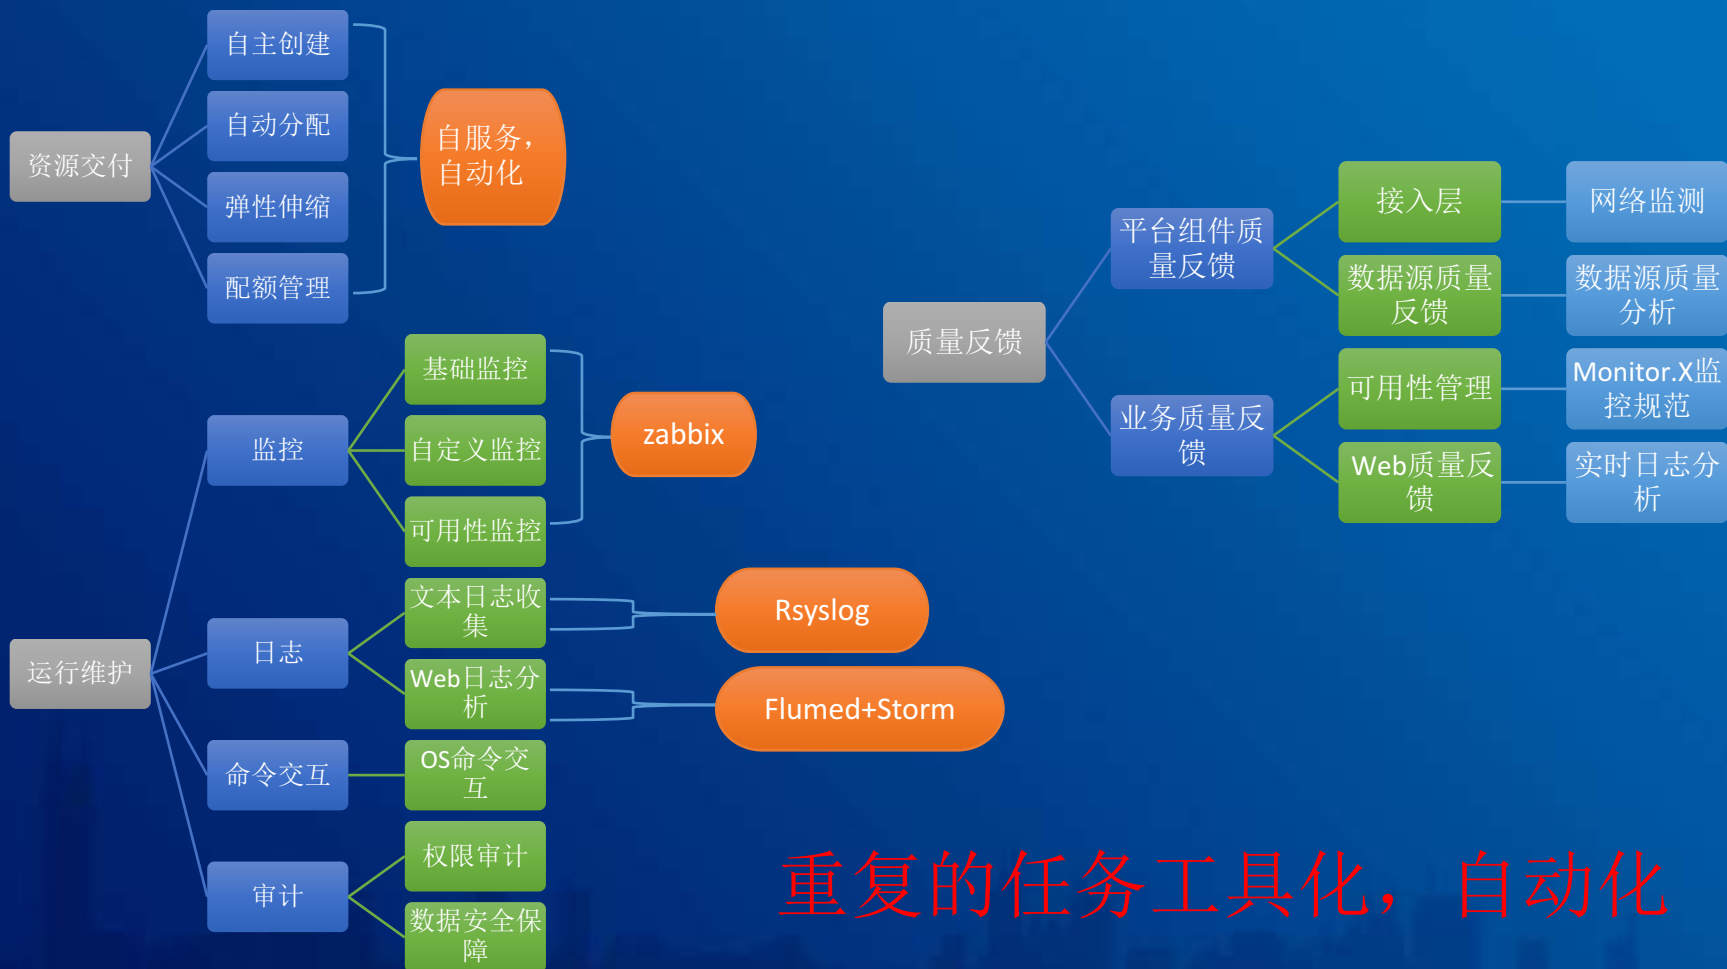 资源交付
自主创建
自动分配
弹性伸缩
配额管理
自服务，
自动化
运行维护
监控
基础监控
自定义监控
可用性监控
zabbix
日志
文本日志收
集
Rsyslog
Web日志分
析
Flumed+Storm
命令交互
OS命令交
互
审计
权限审计
数据安全保
障
质量反馈
平台组件质
量反馈
接入层
网络监测
数据源质量
反馈
数据源质量
分析
业务质量反
馈
可用性管理
Monitor.X监
控规范
Web质量反
馈
实时日志分
析
重复的任务工具化，自动化